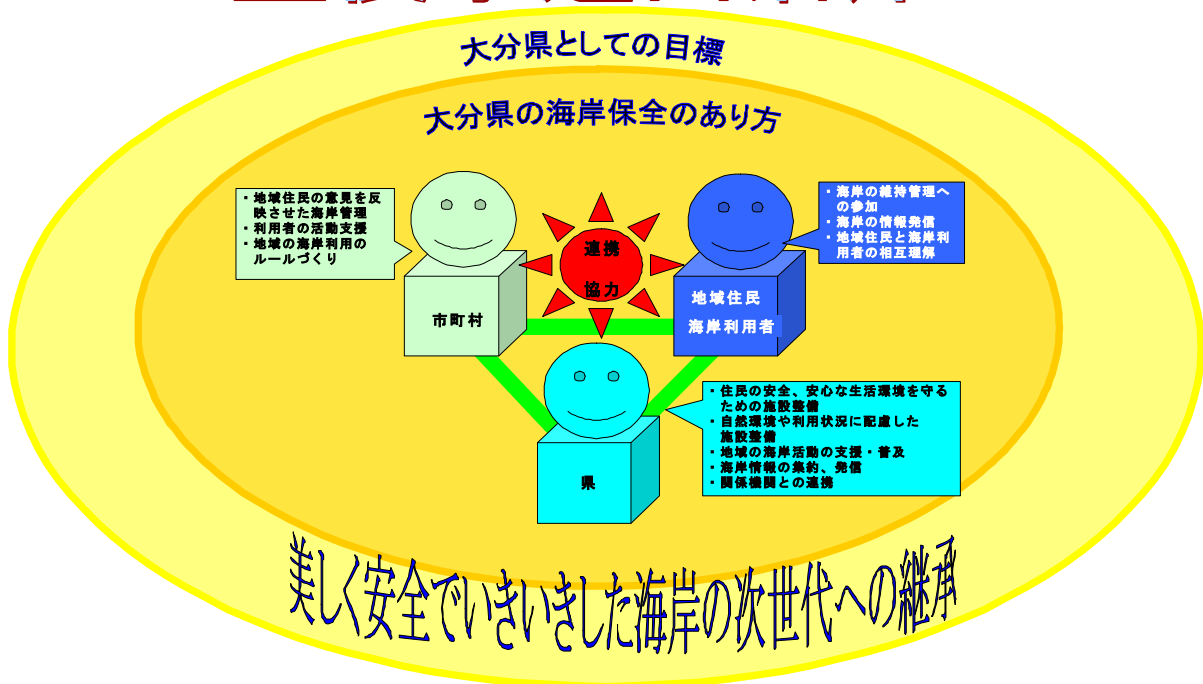 大分県としての目標
大分県の海岸保全のあり方
・地域住民の意見を反
映させた海岸管理
・利用者の活動支援
・地域の海岸利用の
ルールづくり
市町村
連携
協力
・海岸の維持管理へ
の参加
・海岸の情報発信
・地域住民と海岸利
用者の相互理解
地域住民
海岸利用者
・住民の安全、安心な生活環境を守る
ための施設整備
・自然環境や利用状況に配慮した
施設整備
・地域の海岸活動の支援・普及
・海岸情報の集約、発信
・関係機関との連携
県
美しく安全でいきいきした海岸の次世代への継承